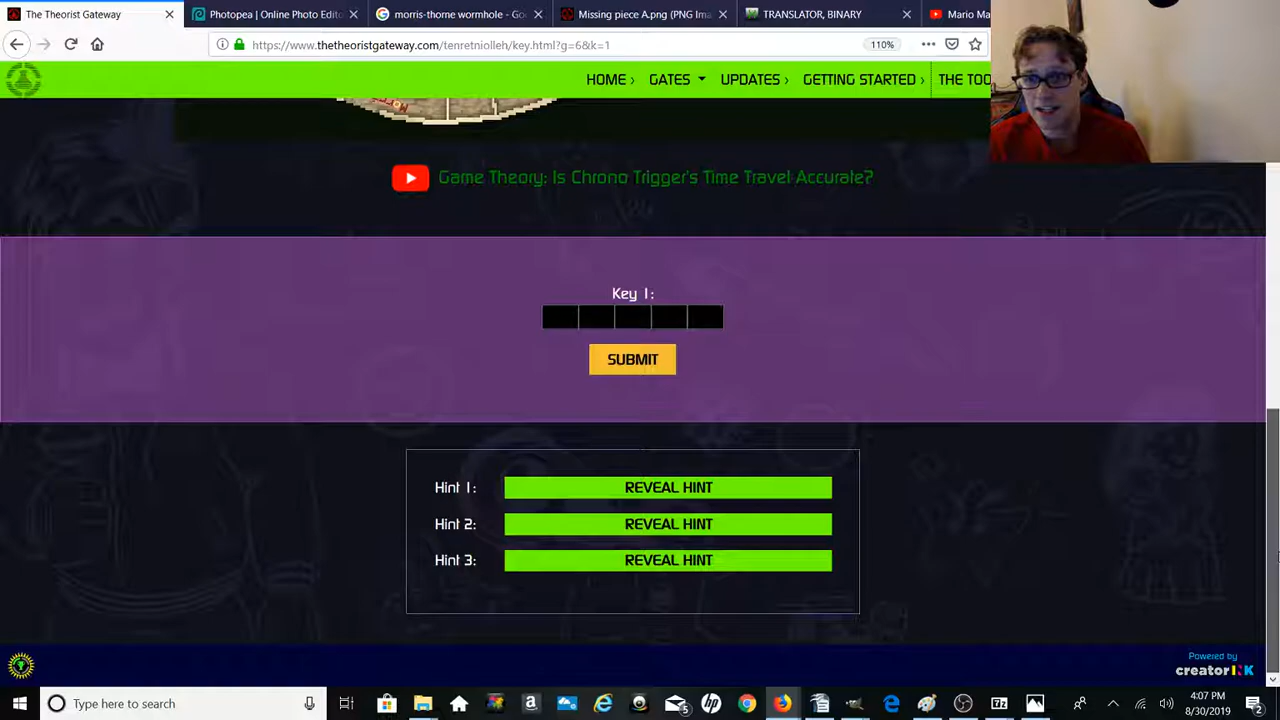 The Theorist Gateway
Photopea | Online Photo Edito
morris-thorne wormhole - Goo
Missing piece A.png (PNG Ima
TRANSLATOR, BINARY
Mario Ma
https://www.thetheoristgateway.com/tenretniolleh/key.html?g=6&k=1
110%
HOME ›
GATES
UPDATES ›
GETTING STARTED ›
THE TOO
Game Theory: Is Chrono Trigger's Time Travel Accurate?
Key 1:
SUBMIT
Hint 1:
REVEAL HINT
Hint 2:
REVEAL HINT
Hint 3:
REVEAL HINT
Powered by
creatorINK
Type here to search
4:07 PM
8/30/2019